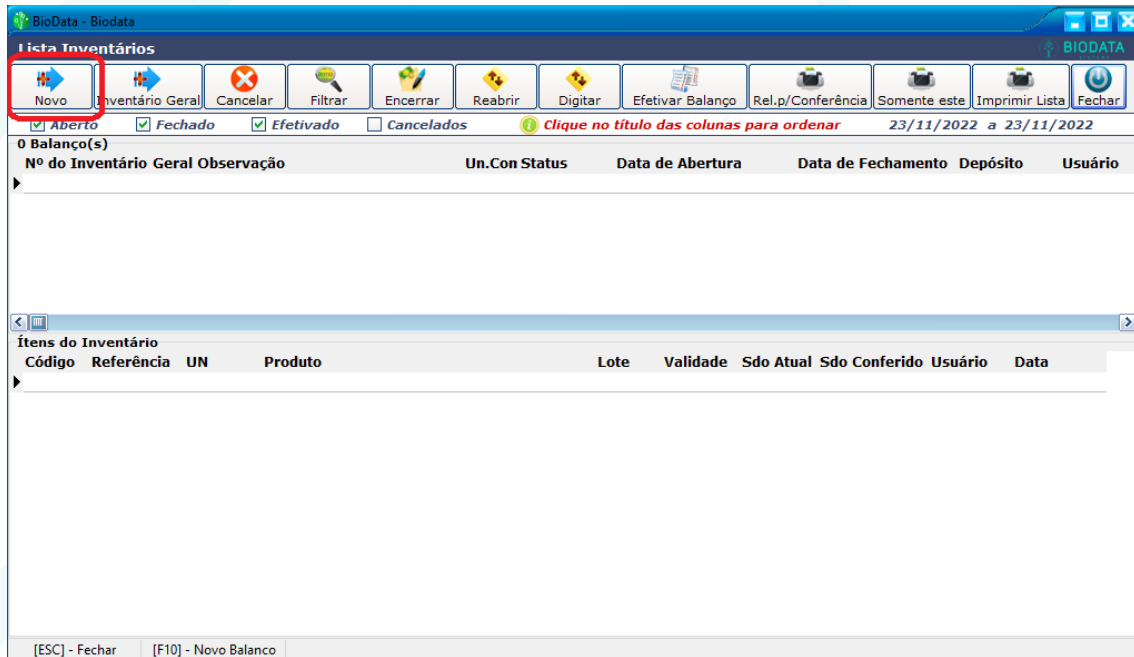 BioData - Biodata
Lista Inventários
BIODATA
Novo Inventário Geral Cancelar Filtrar Encerrar Reabrir Digitar Efetivar Balanço Rel.p/Conferência Somente este Imprimir Lista Fechar
Aberto Fechado Efetivado Cancelados Clique no título das colunas para ordenar 23/11/2022 a 23/11/2022
0 Balanço(s)
Nº do Inventário Geral Observação Un.Con Status Data de Abertura Data de Fechamento Depósito Usuário
Ítens do Inventário
Código Referência UN Produto Lote Validade Sdo Atual Sdo Conferido Usuário Data
[ESC] - Fechar [F10] - Novo Balanco